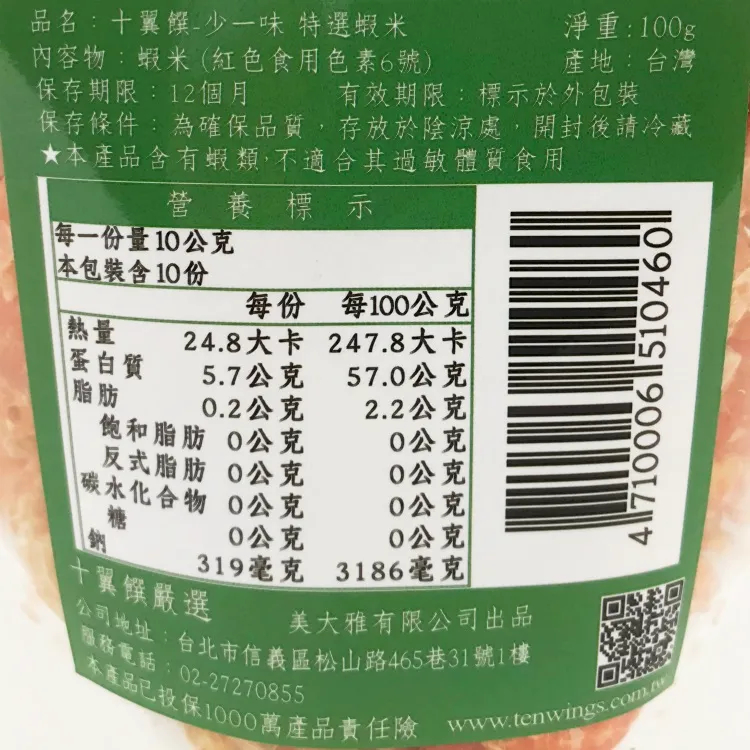 品名：十翼饌-少一味 特選蝦米 淨重：100g
內容物：蝦米(紅色食用色素6號) 產地：台灣
保存期限：12個月 有效期限：標示於外包裝
保存條件：為確保品質，存放於陰涼處，開封後請冷藏
★本產品含有蝦類，不適合其過敏體質食用
營養標示
每一份量10公克
本包裝含10份
每份 每100公克
熱量 24.8大卡 247.8大卡
蛋白質 5.7公克 57.0公克
脂肪 0.2公克 2.2公克
飽和脂肪 0公克 0公克
反式脂肪 0公克 0公克
碳水化合物 0公克 0公克
糖 0公克 0公克
鈉 319毫克 3186毫克
4 710006 510460
十翼饌嚴選 美大雅有限公司出品
公司地址：台北市信義區松山路465巷31號1樓
服務電話：02-27270855
本產品已投保1000萬產品責任險 www.tenwings.com.tw